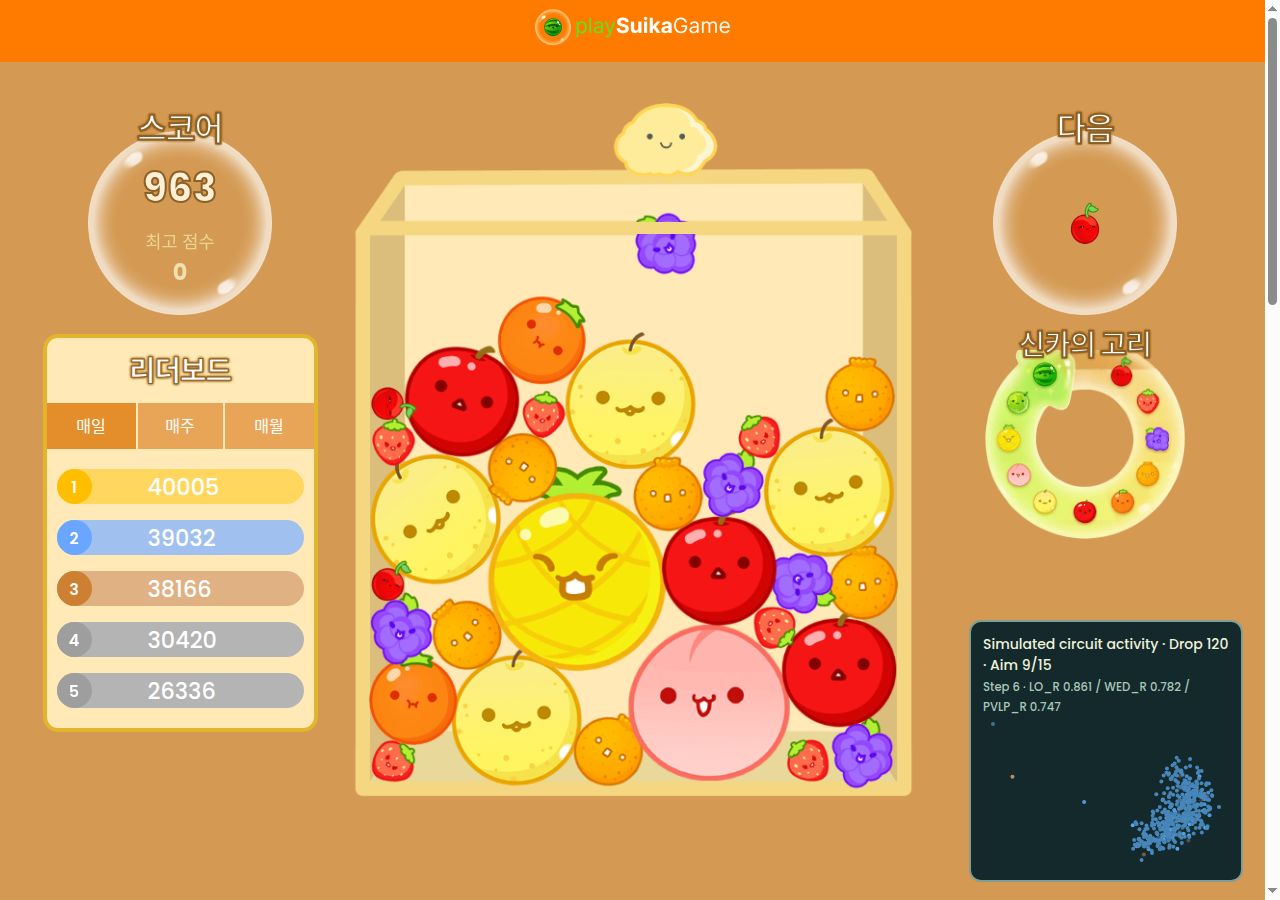 playSuikaGame
스코어
963
최고 점수
0
리더보드
매일 매주 매월
1 40005
2 39032
3 38166
4 30420
5 26336
다음
신카의 고리
Simulated circuit activity · Drop 120
· Aim 9/15
Step 6 · LO_R 0.861 / WED_R 0.782 /
PVLP_R 0.747